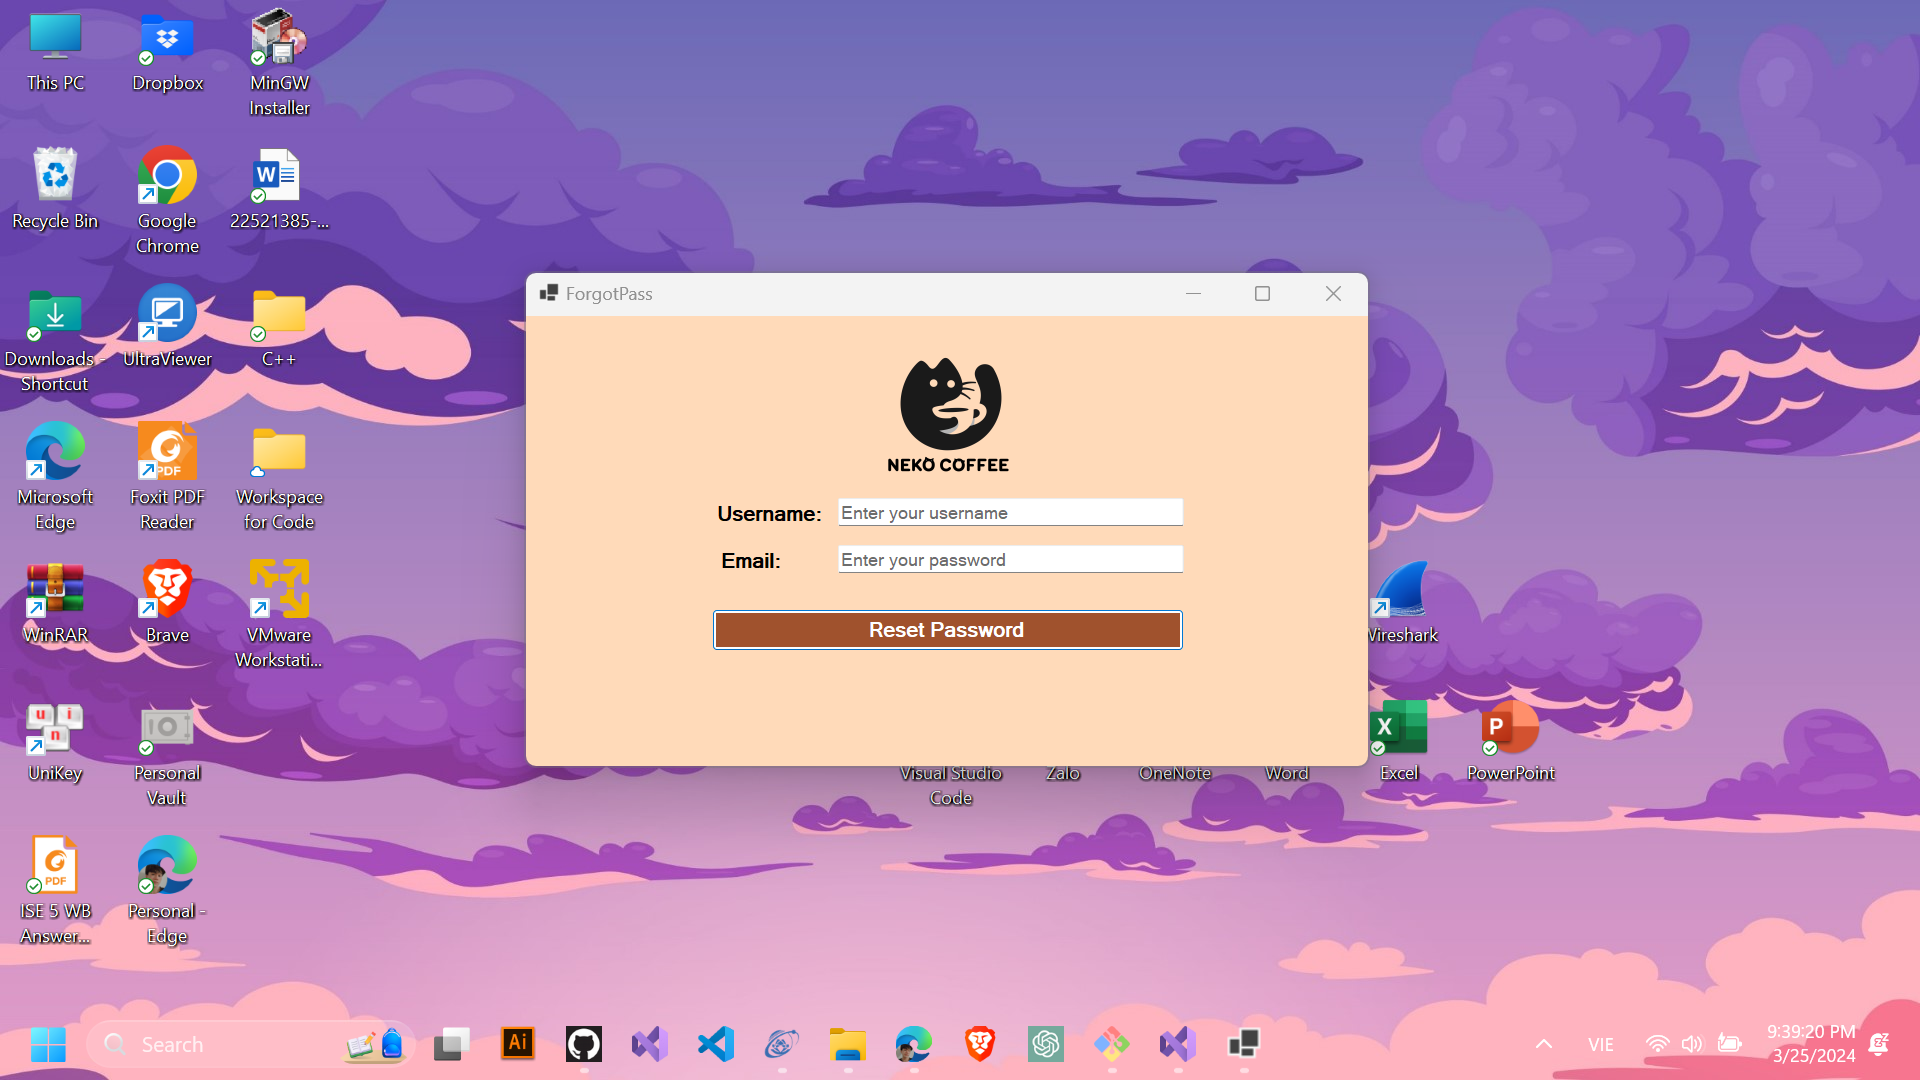 This PC
Dropbox
MinGW
Installer
Recycle Bin
Google
Chrome
22521385-...
Downloads -
Shortcut
UltraViewer
C++
Microsoft
Edge
Foxit PDF
Reader
Workspace
for Code
WinRAR
Brave
VMware
Workstati...
UniKey
Personal
Vault
ISE 5 WB
Answer...
Personal -
Edge
ForgotPass
NEKO COFFEE
Username:
Enter your username
Email:
Enter your password
Reset Password
Wireshark
Visual Studio
Code
Zalo
OneNote
Word
Excel
PowerPoint
Search
Ai
VIE
9:39:20 PM
3/25/2024
W
PDF
u i
n
PDF
X
P